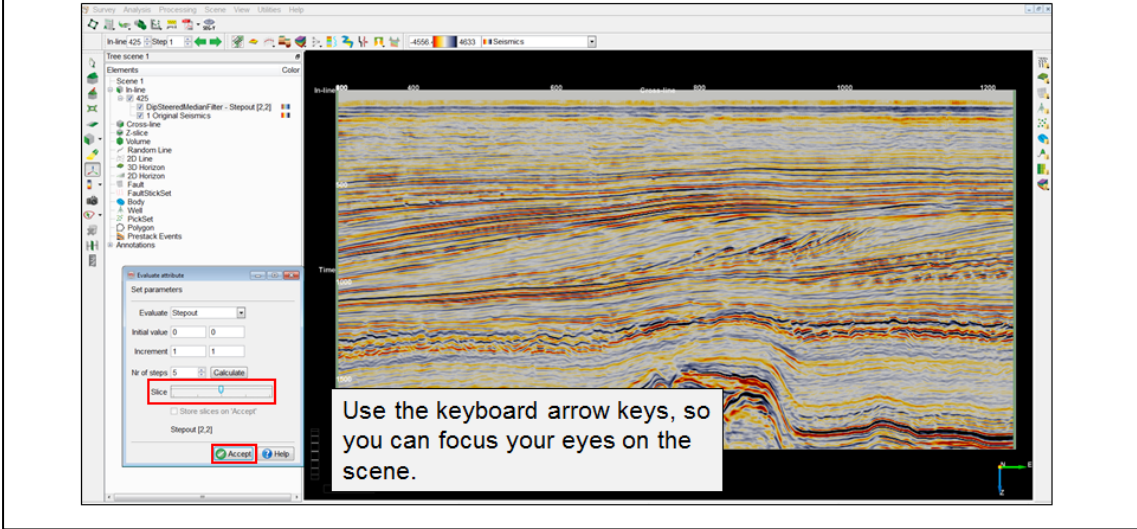 Survey Analysis Processing Scene View Utilities Help
In-line 425 Step 1 -4556 4633 Seismics
Tree scene 1
Elements Color
Scene 1
In-line
425
DipSteeredMedianFilter - Stepout [2,2]
1 Original Seismics
Cross-line
Z-slice
Volume
Random Line
2D Line
3D Horizon
2D Horizon
Fault
FaultStickSet
Body
Well
PickSet
Polygon
Prestack Events
Annotations
In-line 400 600 Cross-line 800 1000 1200
500
Time
1000
1500
Evaluate attribute
Set parameters
Evaluate Stepout
Initial value 0 0
Increment 1 1
Nr of steps 5 Calculate
Slice
Store slices on 'Accept'
Stepout [2,2]
Accept Help
Use the keyboard arrow keys, so
you can focus your eyes on the
scene.
N E
Z